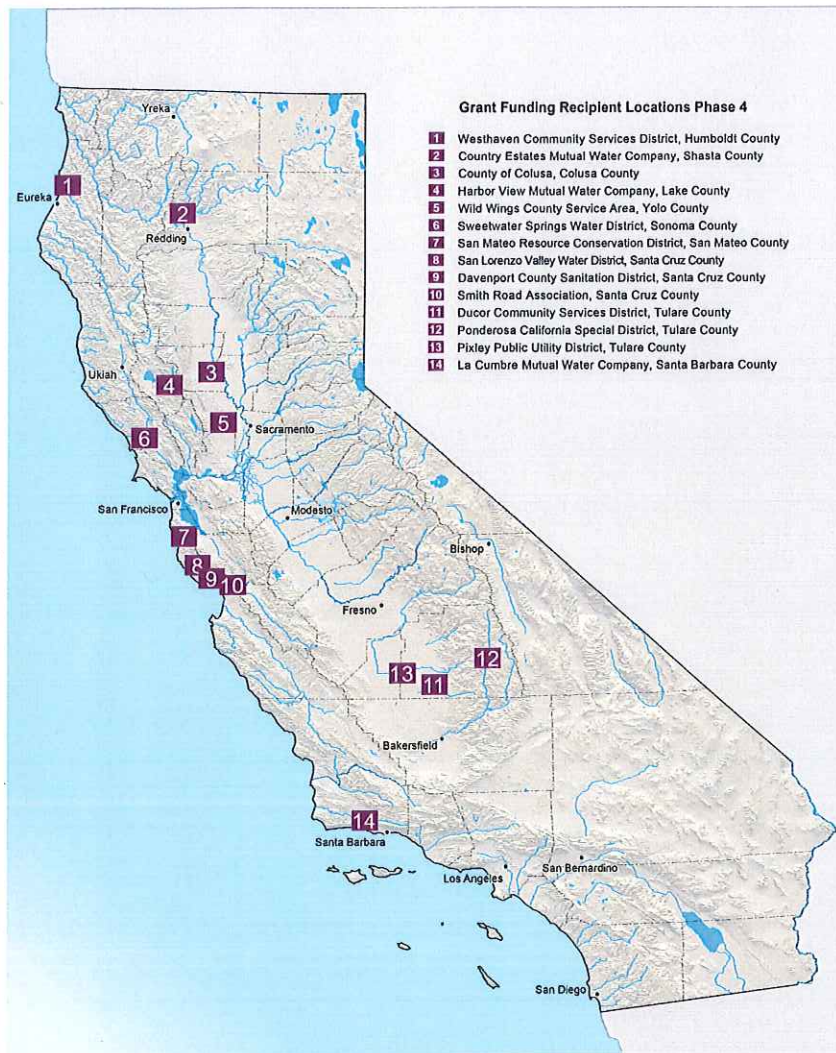 Grant Funding Recipient Locations Phase 4
1 Westhaven Community Services District, Humboldt County
2 Country Estates Mutual Water Company, Shasta County
3 County of Colusa, Colusa County
4 Harbor View Mutual Water Company, Lake County
5 Wild Wings County Service Area, Yolo County
6 Sweetwater Springs Water District, Sonoma County
7 San Mateo Resource Conservation District, San Mateo County
8 San Lorenzo Valley Water District, Santa Cruz County
9 Davenport County Sanitation District, Santa Cruz County
10 Smith Road Association, Santa Cruz County
11 Ducor Community Services District, Tulare County
12 Ponderosa California Special District, Tulare County
13 Pixley Public Utility District, Tulare County
14 La Cumbre Mutual Water Company, Santa Barbara County
Yreka
1
Eureka
2
Redding
Ukiah
4
3
5
Sacramento
6
San Francisco
Modesto
7
Bishop
8
9
10
Fresno
12
13
11
Bakersfield
14
Santa Barbara
Los Angeles
San Bernardino
San Diego